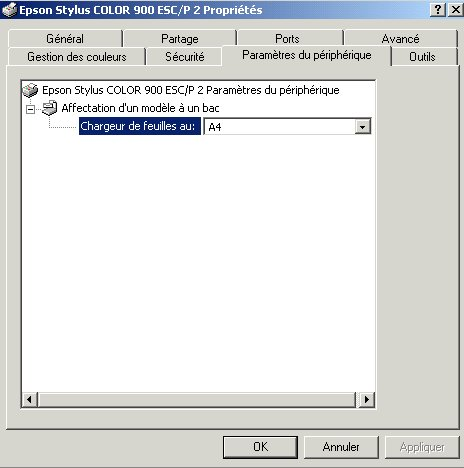 Epson Stylus COLOR 900 ESC/P 2 Propriétés
Général Partage Ports Avancé
Gestion des couleurs Sécurité Paramètres du périphérique Outils
Epson Stylus COLOR 900 ESC/P 2 Paramètres du périphérique
Affectation d'un modèle à un bac
Chargeur de feuilles au: A4
OK Annuler Appliquer